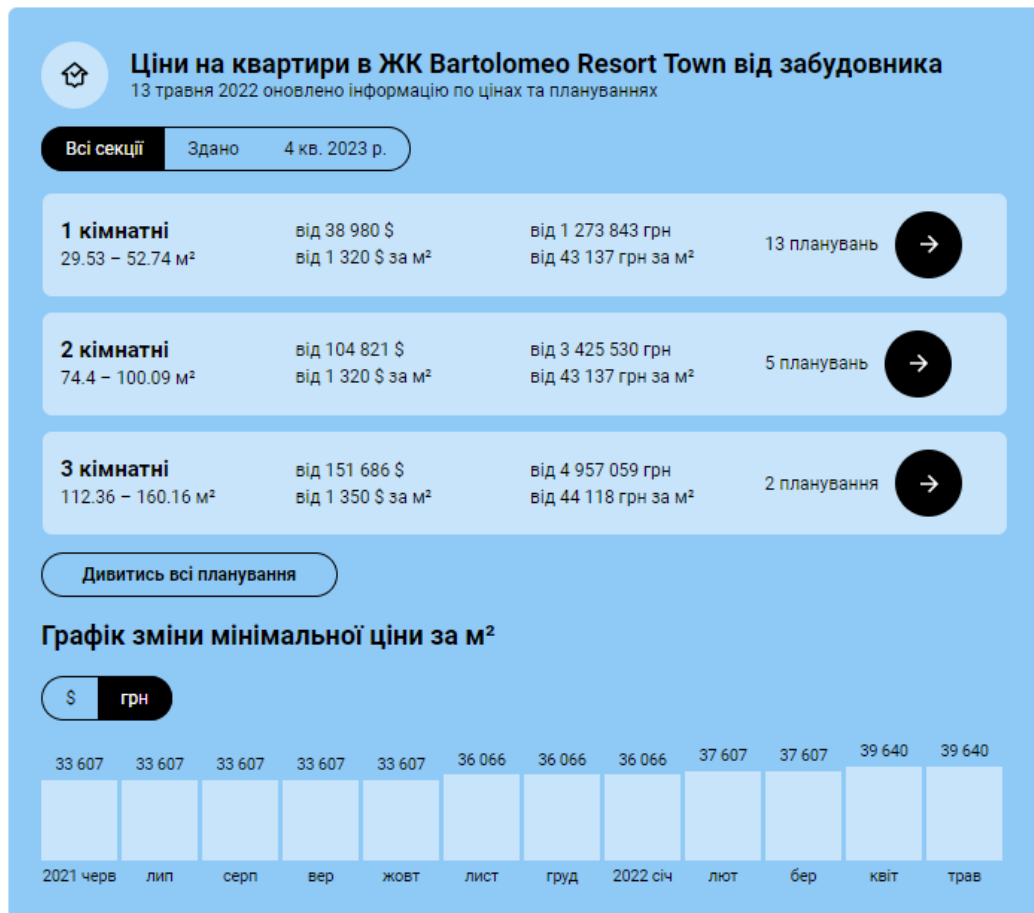 Ціни на квартири в ЖК Bartolomeo Resort Town від забудовника
13 травня 2022 оновлено інформацію по цінах та плануваннях
Всі секції Здано 4 кв. 2023 р.
1 кімнатні від 38 980 $ від 1 273 843 грн 13 планувань
29.53 – 52.74 м² від 1 320 $ за м² від 43 137 грн за м²
2 кімнатні від 104 821 $ від 3 425 530 грн 5 планувань
74.4 – 100.09 м² від 1 320 $ за м² від 43 137 грн за м²
3 кімнатні від 151 686 $ від 4 957 059 грн 2 планування
112.36 – 160.16 м² від 1 350 $ за м² від 44 118 грн за м²
Дивитись всі планування
Графік зміни мінімальної ціни за м²
$ грн
33 607 33 607 33 607 33 607 33 607 36 066 36 066 36 066 37 607 37 607 39 640 39 640
2021 черв лип серп вер жовт лист груд 2022 січ лют бер квіт трав